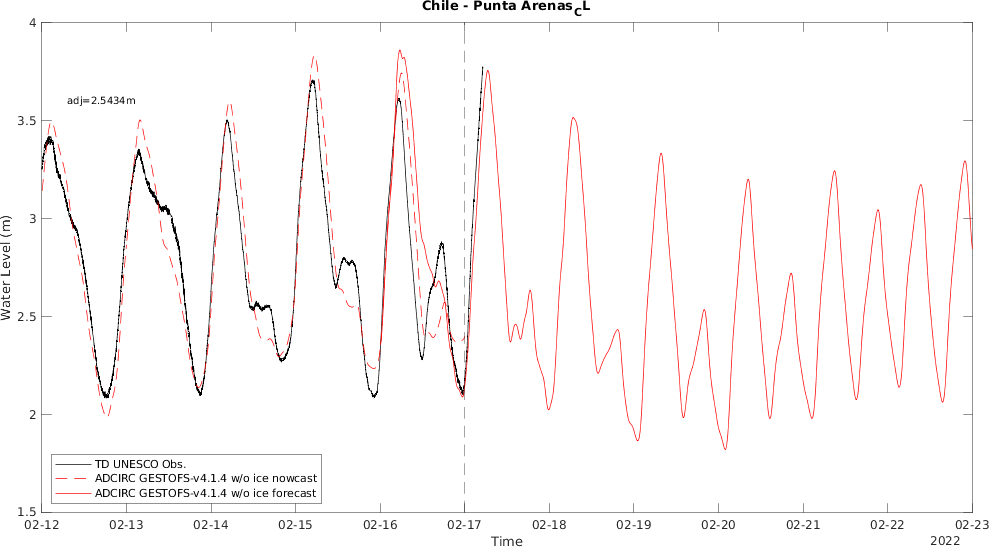 Chile - Punta Arenas_CL
4
3.5
3
2.5
2
1.5
Water Level (m)
adj=2.5434m
TD UNESCO Obs.
ADCIRC GESTOFS-v4.1.4 w/o ice nowcast
ADCIRC GESTOFS-v4.1.4 w/o ice forecast
02-12 02-13 02-14 02-15 02-16 02-17 02-18 02-19 02-20 02-21 02-22 02-23
Time
2022